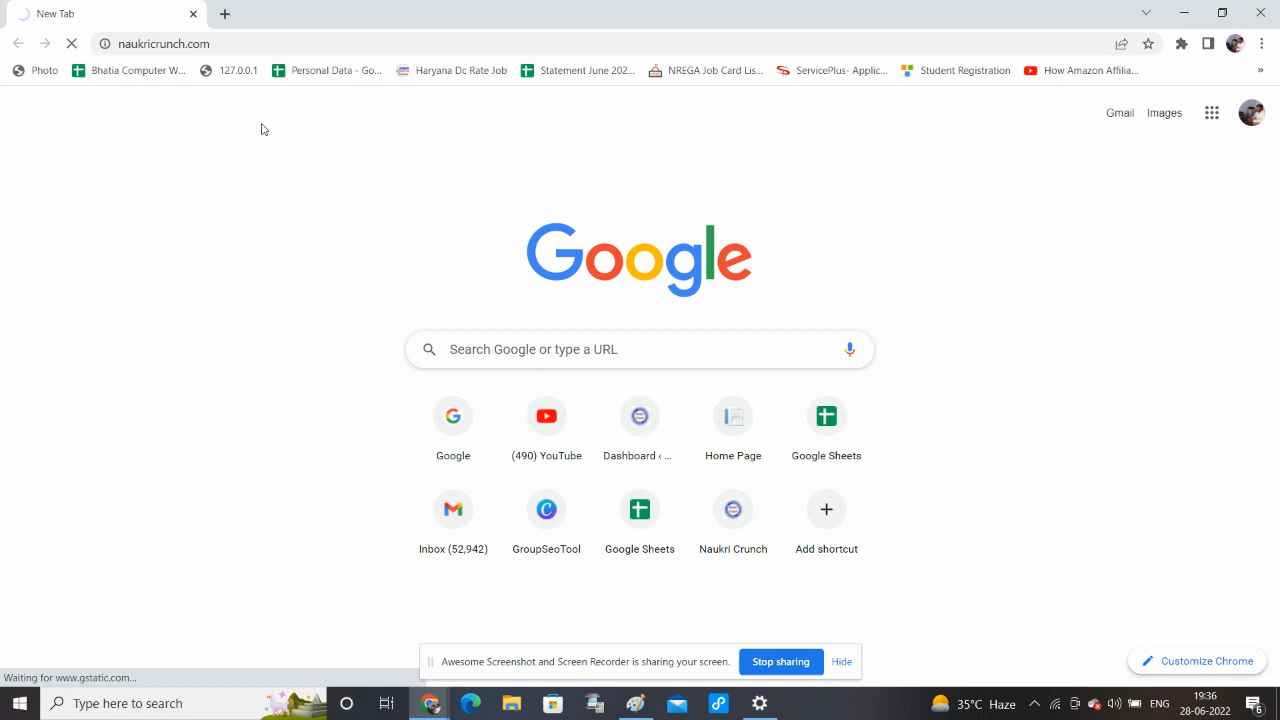 New Tab
naukricrunch.com
Photo
Bhatia Computer W...
127.0.0.1
Personal Data - Go...
Haryana Dc Rate Job
Statement June 202...
NREGA Job Card Lis...
ServicePlus- Applic...
Student Registration
How Amazon Affilia...
»
Gmail
Images
Google
Search Google or type a URL
Google
(490) YouTube
Dashboard ‹ ...
Home Page
Google Sheets
Inbox (52,942)
GroupSeoTool
Google Sheets
Naukri Crunch
Add shortcut
Awesome Screenshot and Screen Recorder is sharing your screen.
Stop sharing
Hide
Customize Chrome
Waiting for www.gstatic.com...
Type here to search
35°C Haze
ENG
19:36
28-06-2022
6